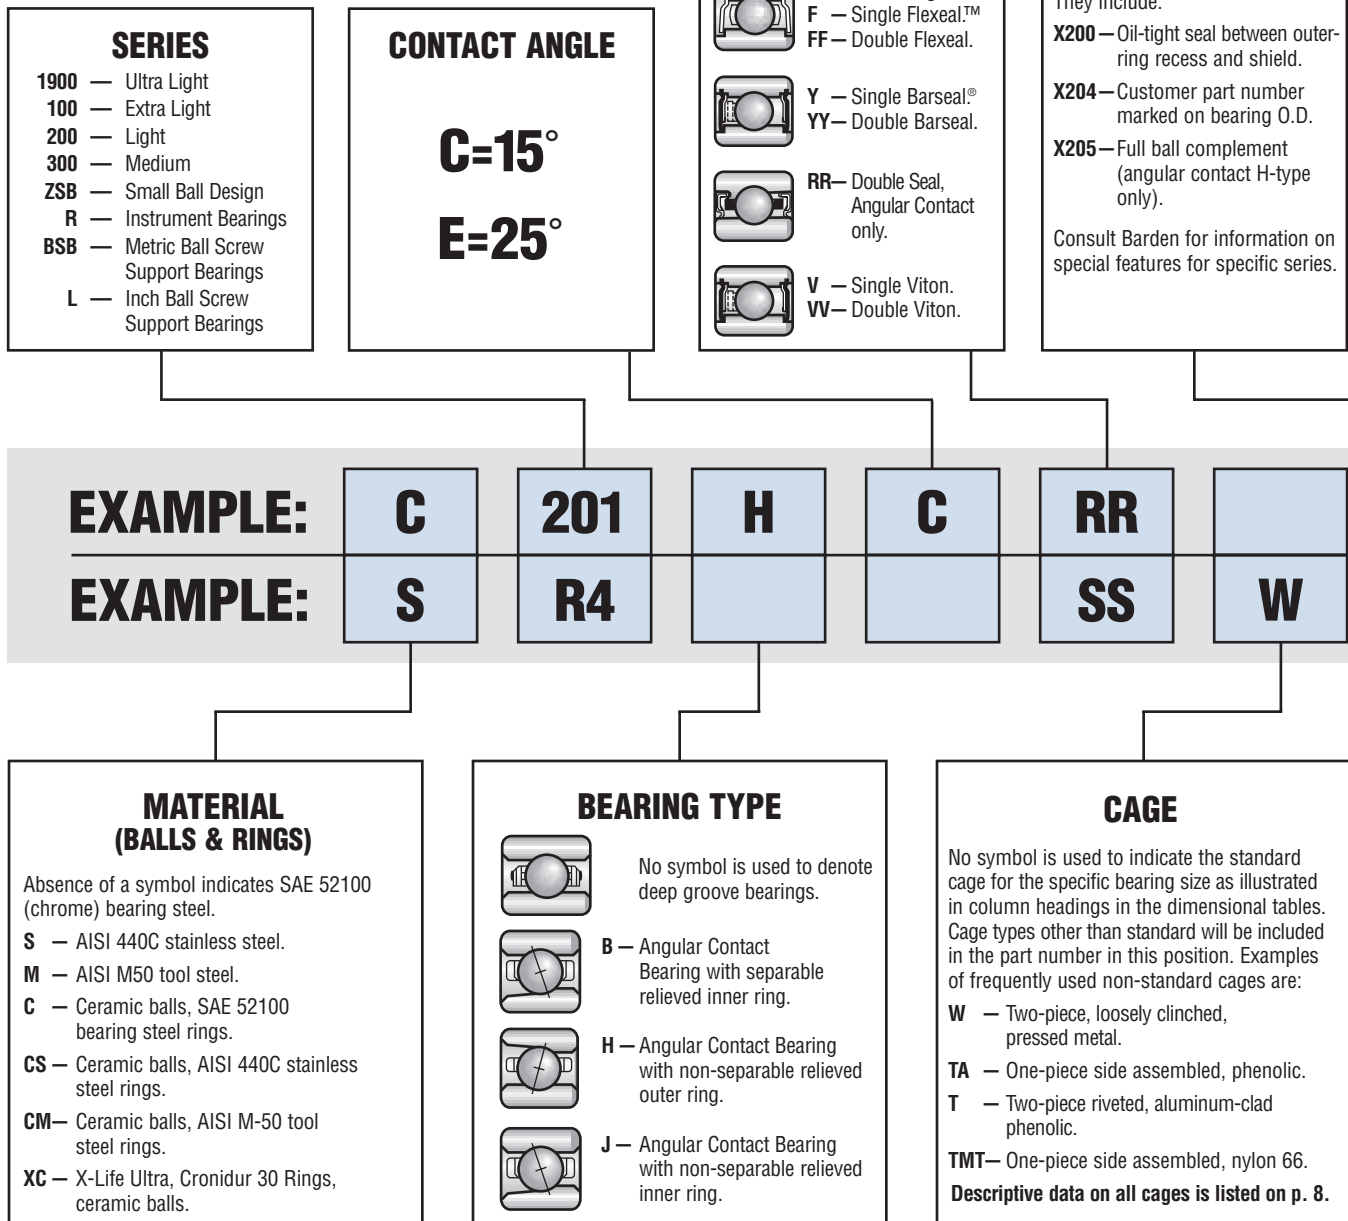 SERIES
1900 — Ultra Light
100 — Extra Light
200 — Light
300 — Medium
ZSB — Small Ball Design
R — Instrument Bearings
BSB — Metric Ball Screw
Support Bearings
L — Inch Ball Screw
Support Bearings
CONTACT ANGLE
C=15°
E=25°
F — Single Flexeal.™
FF — Double Flexeal.
Y — Single Barseal.®
YY — Double Barseal.
RR — Double Seal,
Angular Contact
only.
V — Single Viton.
VV — Double Viton.
They include:
X200 — Oil-tight seal between outer-
ring recess and shield.
X204 — Customer part number
marked on bearing O.D.
X205 — Full ball complement
(angular contact H-type
only).
Consult Barden for information on
special features for specific series.
EXAMPLE: C 201 H C RR
EXAMPLE: S R4 SS W
MATERIAL
(BALLS & RINGS)
Absence of a symbol indicates SAE 52100
(chrome) bearing steel.
S — AISI 440C stainless steel.
M — AISI M50 tool steel.
C — Ceramic balls, SAE 52100
bearing steel rings.
CS — Ceramic balls, AISI 440C stainless
steel rings.
CM — Ceramic balls, AISI M-50 tool
steel rings.
XC — X-Life Ultra, Cronidur 30 Rings,
ceramic balls.
BEARING TYPE
No symbol is used to denote
deep groove bearings.
B — Angular Contact
Bearing with separable
relieved inner ring.
H — Angular Contact Bearing
with non-separable relieved
outer ring.
J — Angular Contact Bearing
with non-separable relieved
inner ring.
CAGE
No symbol is used to indicate the standard
cage for the specific bearing size as illustrated
in column headings in the dimensional tables.
Cage types other than standard will be included
in the part number in this position. Examples
of frequently used non-standard cages are:
W — Two-piece, loosely clinched,
pressed metal.
TA — One-piece side assembled, phenolic.
T — Two-piece riveted, aluminum-clad
phenolic.
TMT — One-piece side assembled, nylon 66.
Descriptive data on all cages is listed on p. 8.